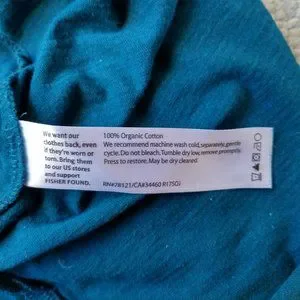 We want our
clothes back, even
if they're worn or
torn. Bring them
to our US stores
and support
FISHER FOUND.
100% Organic Cotton
We recommend machine wash cold, separately, gentle
cycle. Do not bleach. Tumble dry low, remove promptly.
Press to restore. May be dry cleaned
RN#78121/CA#34460 R1TSOJ